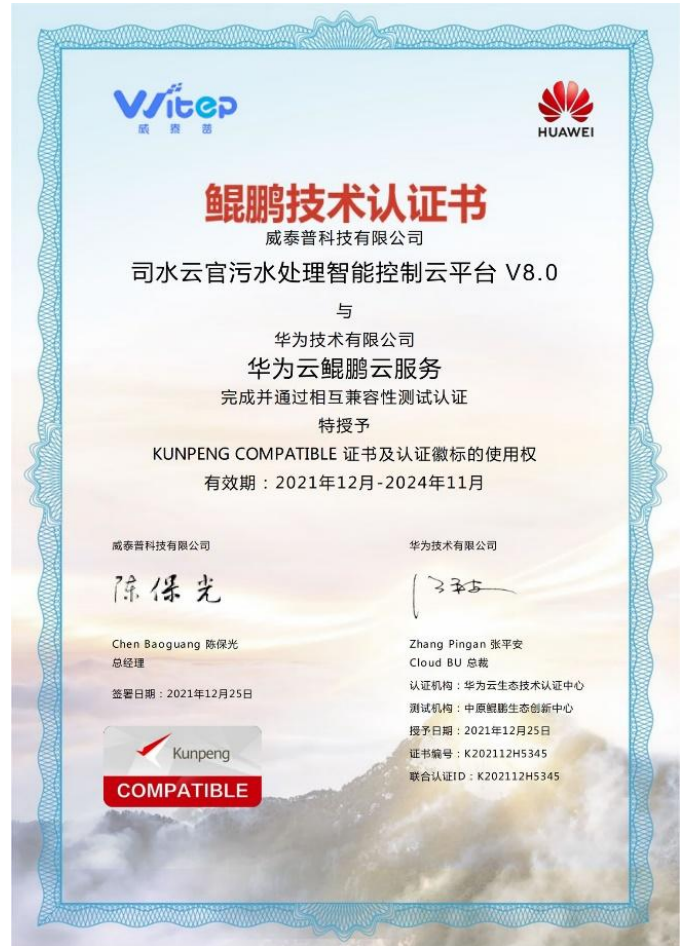 Witep
威泰普
HUAWEI
鲲鹏技术认证书
威泰普科技有限公司
司水云官污水处理智能控制云平台 V8.0
与
华为技术有限公司
华为云鲲鹏云服务
完成并通过相互兼容性测试认证
特授予
KUNPENG COMPATIBLE 证书及认证徽标的使用权
有效期：2021年12月-2024年11月
威泰普科技有限公司
陈保光
Chen Baoguang 陈保光
总经理
签署日期：2021年12月25日
Kunpeng
COMPATIBLE
华为技术有限公司
Zhang Pingan 张平安
Cloud BU 总裁
认证机构：华为云生态技术认证中心
测试机构：中原鲲鹏生态创新中心
授予日期：2021年12月25日
证书编号：K202112H5345
联合认证ID：K202112H5345